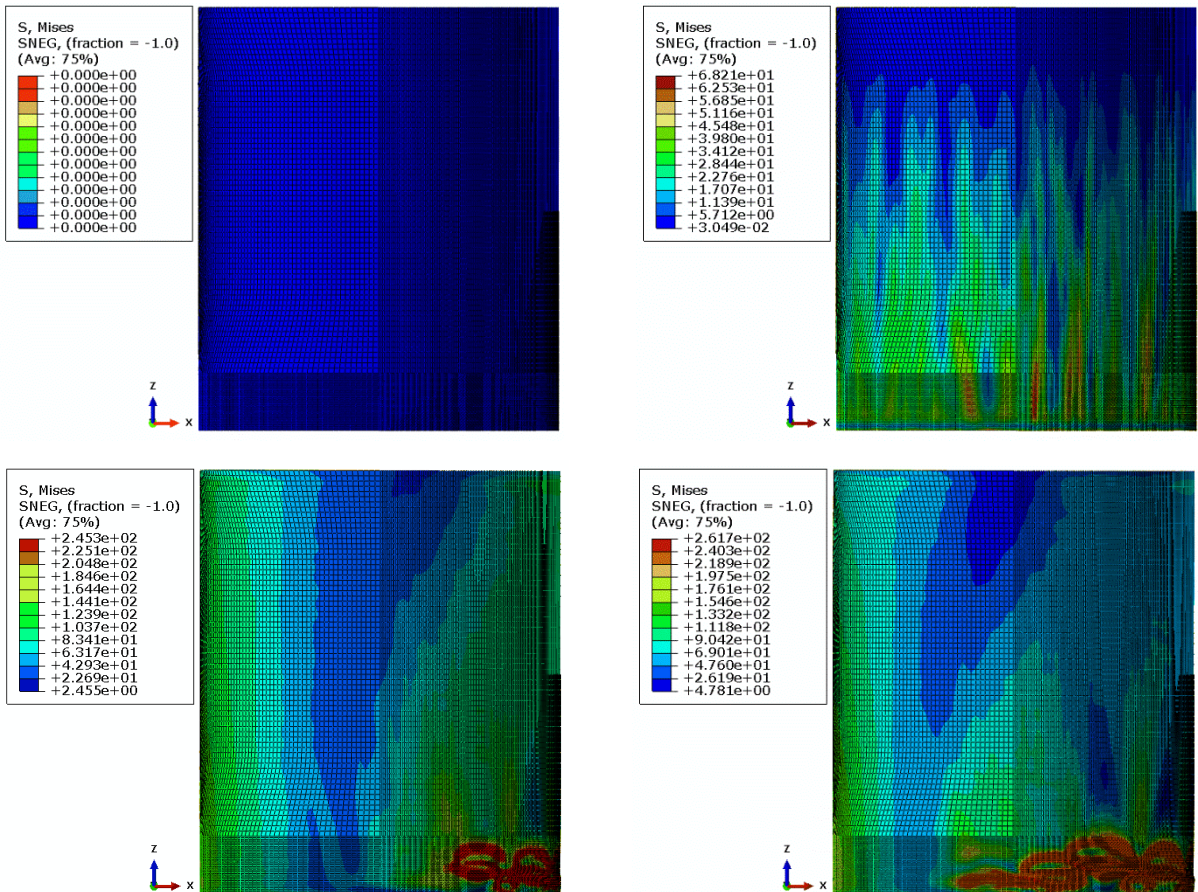 S, Mises
SNEG, (fraction = -1.0)
(Avg: 75%)
+0.000e+00
+0.000e+00
+0.000e+00
+0.000e+00
+0.000e+00
+0.000e+00
+0.000e+00
+0.000e+00
+0.000e+00
+0.000e+00
+0.000e+00
+0.000e+00
+0.000e+00
z
x
S, Mises
SNEG, (fraction = -1.0)
(Avg: 75%)
+6.821e+01
+6.253e+01
+5.685e+01
+5.116e+01
+4.548e+01
+3.980e+01
+3.412e+01
+2.844e+01
+2.276e+01
+1.707e+01
+1.139e+01
+5.712e+00
+3.049e-02
z
x
S, Mises
SNEG, (fraction = -1.0)
(Avg: 75%)
+2.453e+02
+2.251e+02
+2.048e+02
+1.846e+02
+1.644e+02
+1.441e+02
+1.239e+02
+1.037e+02
+8.341e+01
+6.317e+01
+4.293e+01
+2.269e+01
+2.455e+00
z
x
S, Mises
SNEG, (fraction = -1.0)
(Avg: 75%)
+2.617e+02
+2.403e+02
+2.189e+02
+1.975e+02
+1.761e+02
+1.546e+02
+1.332e+02
+1.118e+02
+9.042e+01
+6.901e+01
+4.760e+01
+2.619e+01
+4.781e+00
z
x